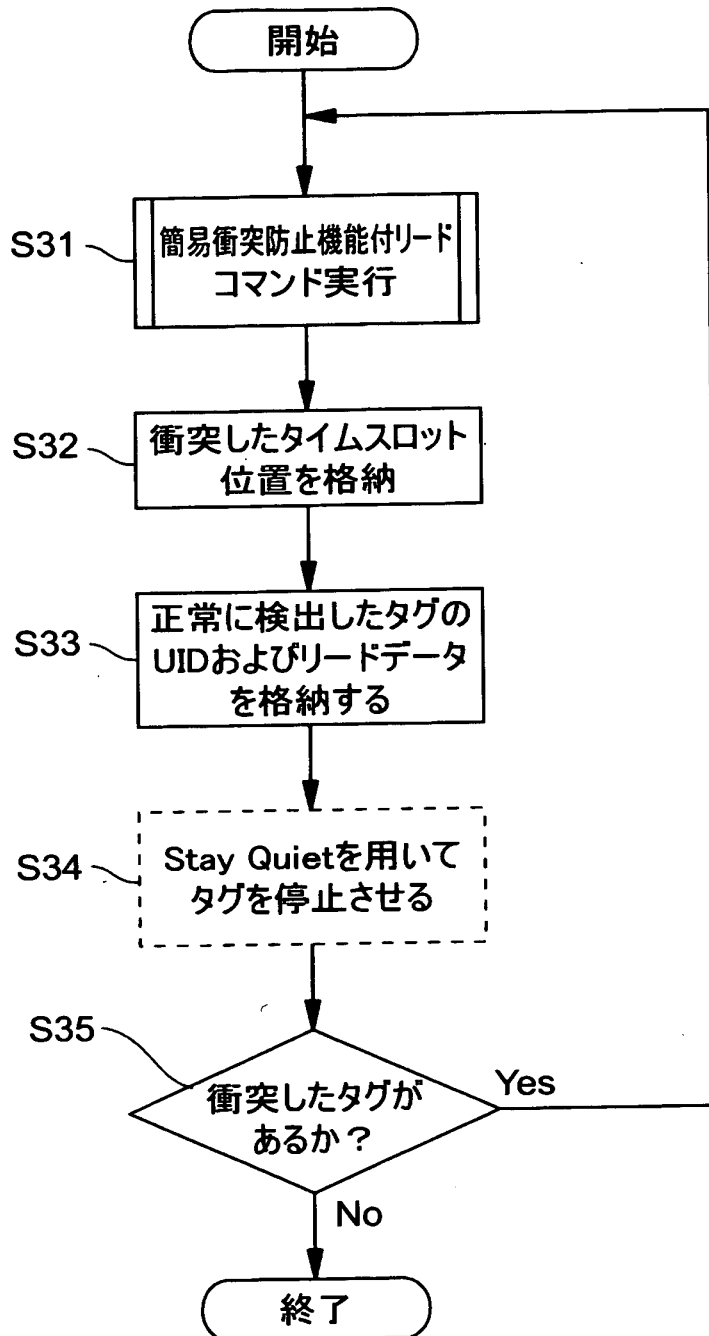 開始
S31
簡易衝突防止機能付リード
コマンド実行
S32
衝突したタイムスロット
位置を格納
S33
正常に検出したタグの
UIDおよびリードデータ
を格納する
S34
Stay Quietを用いて
タグを停止させる
S35
衝突したタグが
あるか？
Yes
No
終了